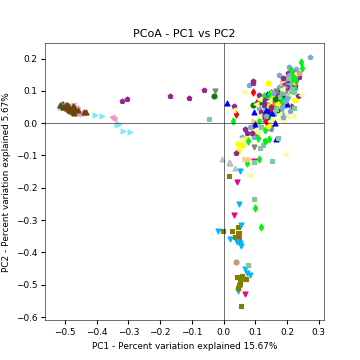 PCoA - PC1 vs PC2
PC2 - Percent variation explained 5.67%
0.2
0.1
0.0
−0.1
−0.2
−0.3
−0.4
−0.5
−0.6
−0.5 −0.4 −0.3 −0.2 −0.1 0.0 0.1 0.2 0.3
PC1 - Percent variation explained 15.67%